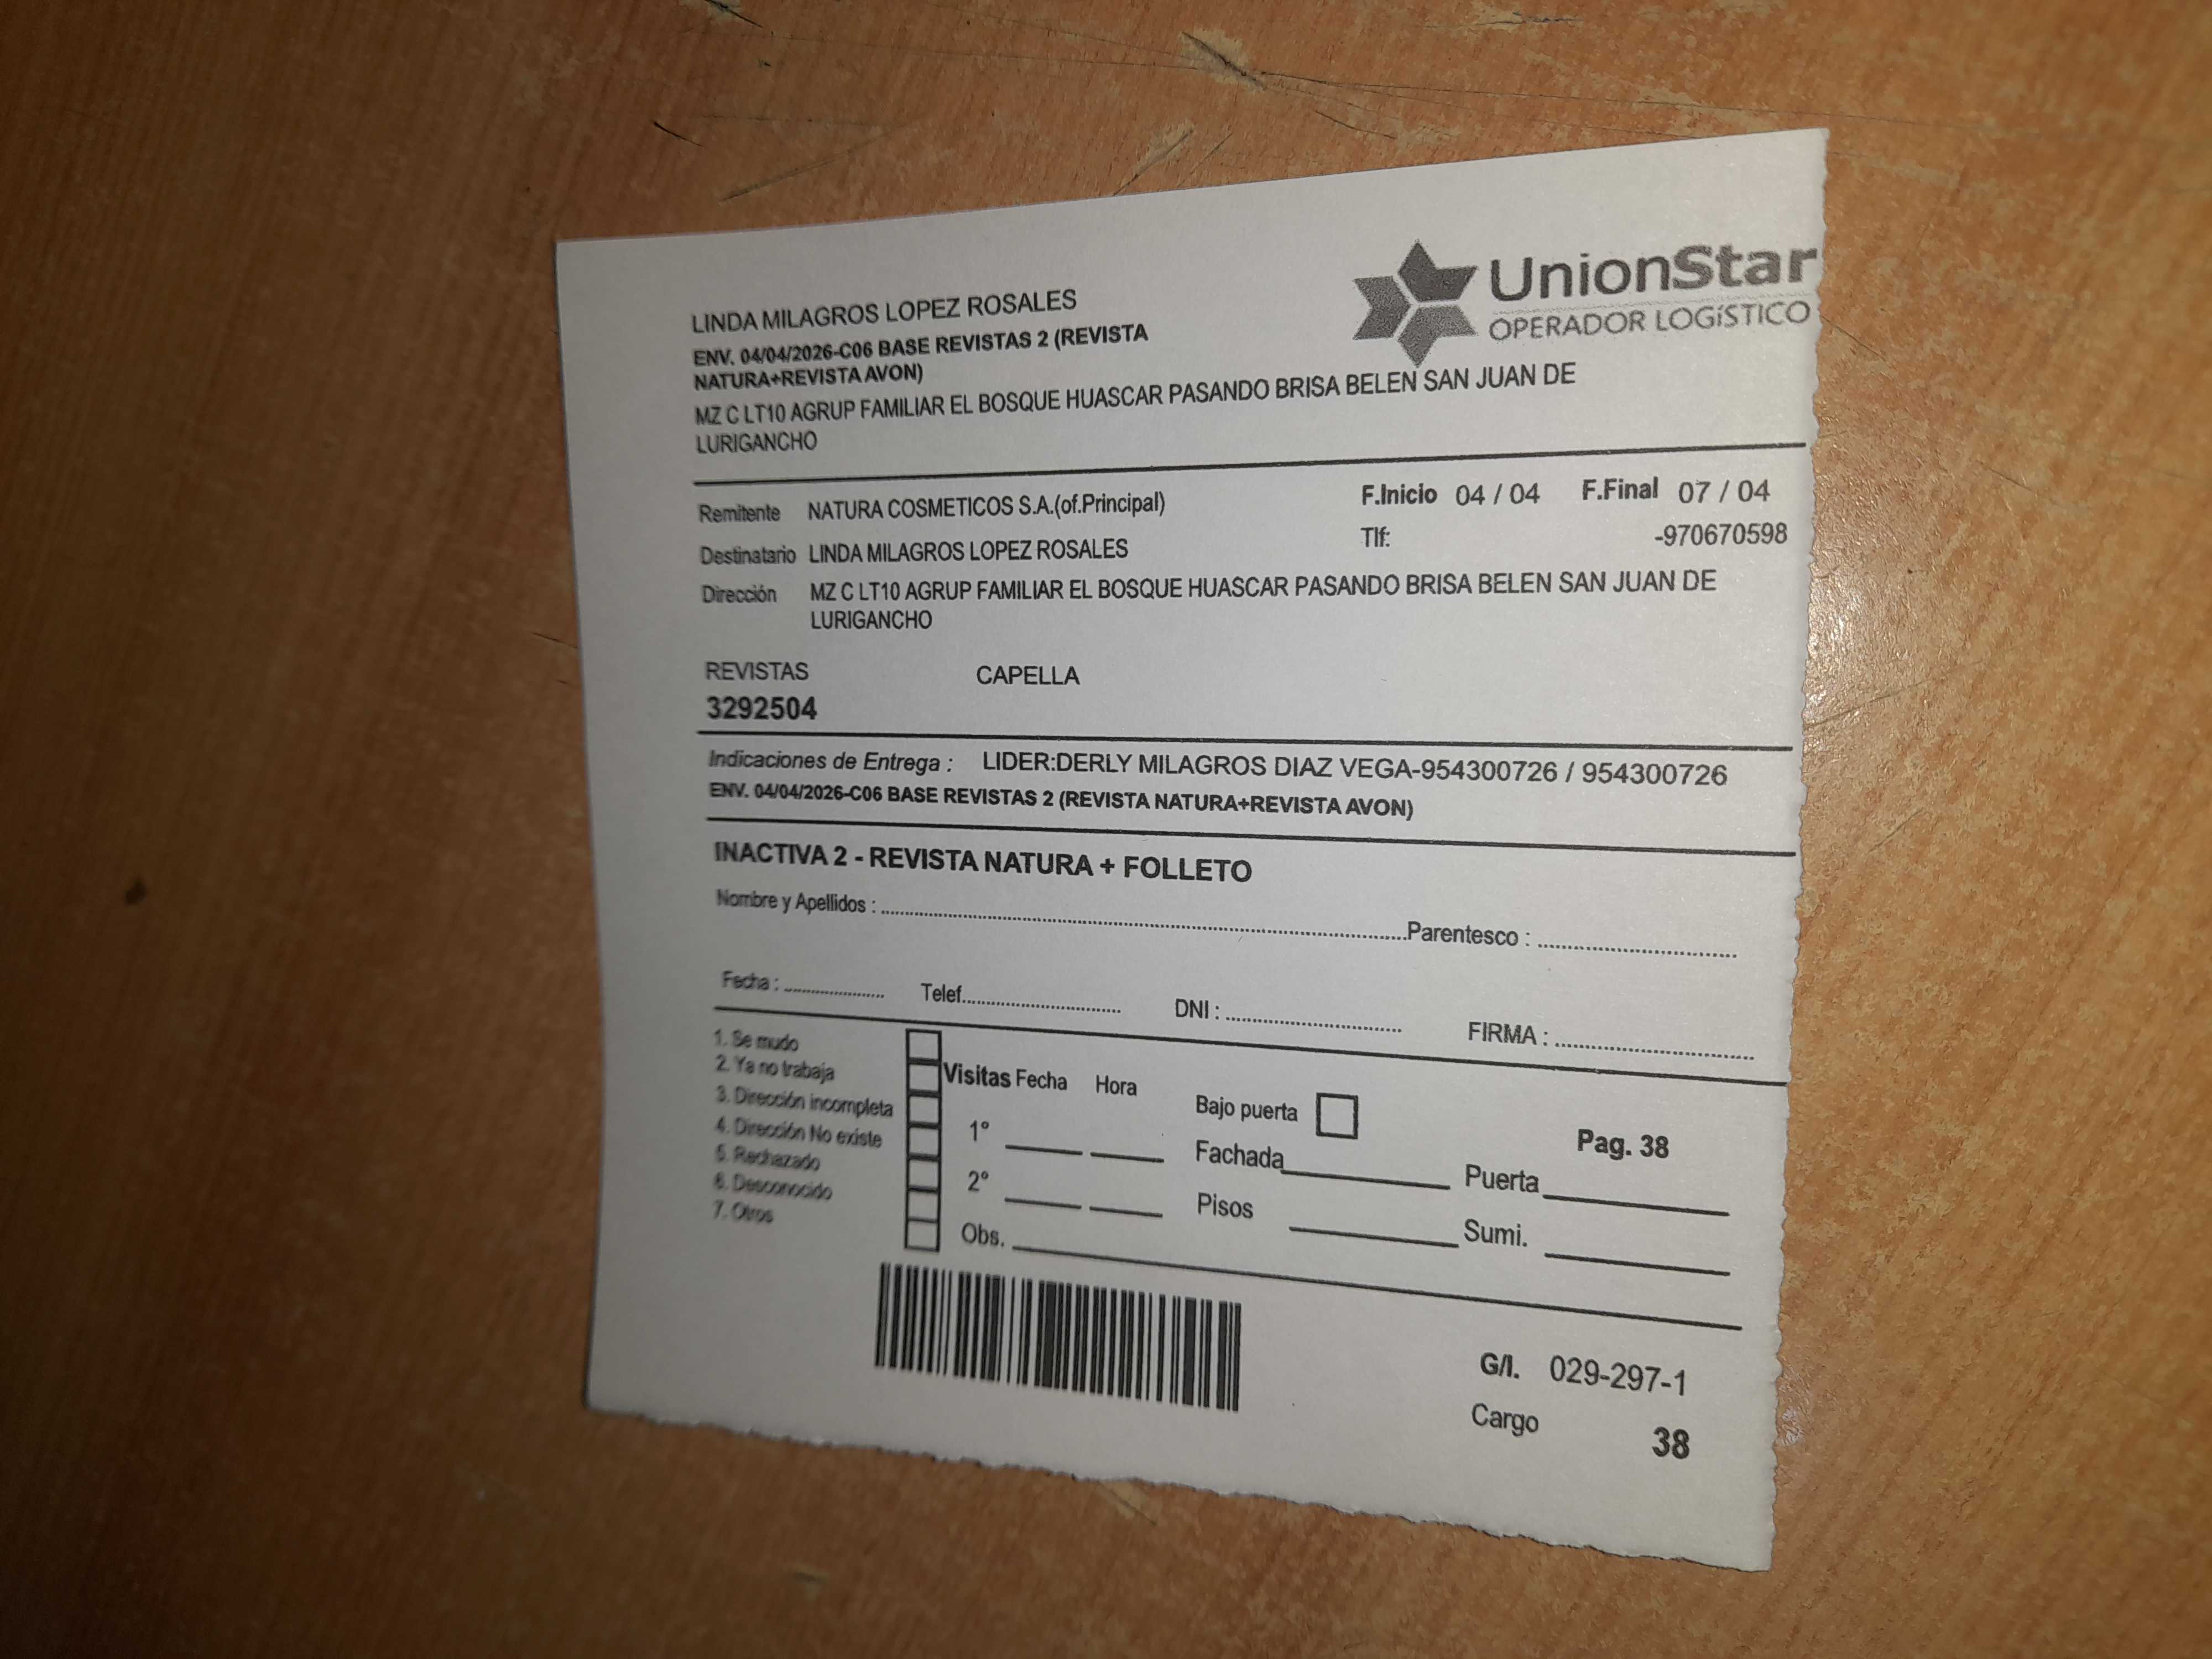 UnionStar
OPERADOR LOGíSTICO
LINDA MILAGROS LOPEZ ROSALES
ENV. 04/04/2026-C06 BASE REVISTAS 2 (REVISTA
NATURA+REVISTA AVON)
MZ C LT10 AGRUP FAMILIAR EL BOSQUE HUASCAR PASANDO BRISA BELEN SAN JUAN DE
LURIGANCHO
Remitente NATURA COSMETICOS S.A.(of.Principal) F.Inicio 04 / 04 F.Final 07 / 04
Destinatario LINDA MILAGROS LOPEZ ROSALES Tlf: -970670598
Dirección MZ C LT10 AGRUP FAMILIAR EL BOSQUE HUASCAR PASANDO BRISA BELEN SAN JUAN DE
LURIGANCHO
REVISTAS CAPELLA
3292504
Indicaciones de Entrega : LIDER:DERLY MILAGROS DIAZ VEGA-954300726 / 954300726
ENV. 04/04/2026-C06 BASE REVISTAS 2 (REVISTA NATURA+REVISTA AVON)
INACTIVA 2 - REVISTA NATURA + FOLLETO
Nombre y Apellidos : Parentesco :
Fecha : Telef. DNI : FIRMA :
1. Se mudo
2. Ya no trabaja
3. Dirección incompleta
4. Dirección No existe
5. Rechazado
6. Desconocido
7. Otros
Visitas Fecha Hora
1°
2°
Obs.
Bajo puerta
Fachada
Pisos
Pag. 38
Puerta
Sumi.
G/I. 029-297-1
Cargo 38